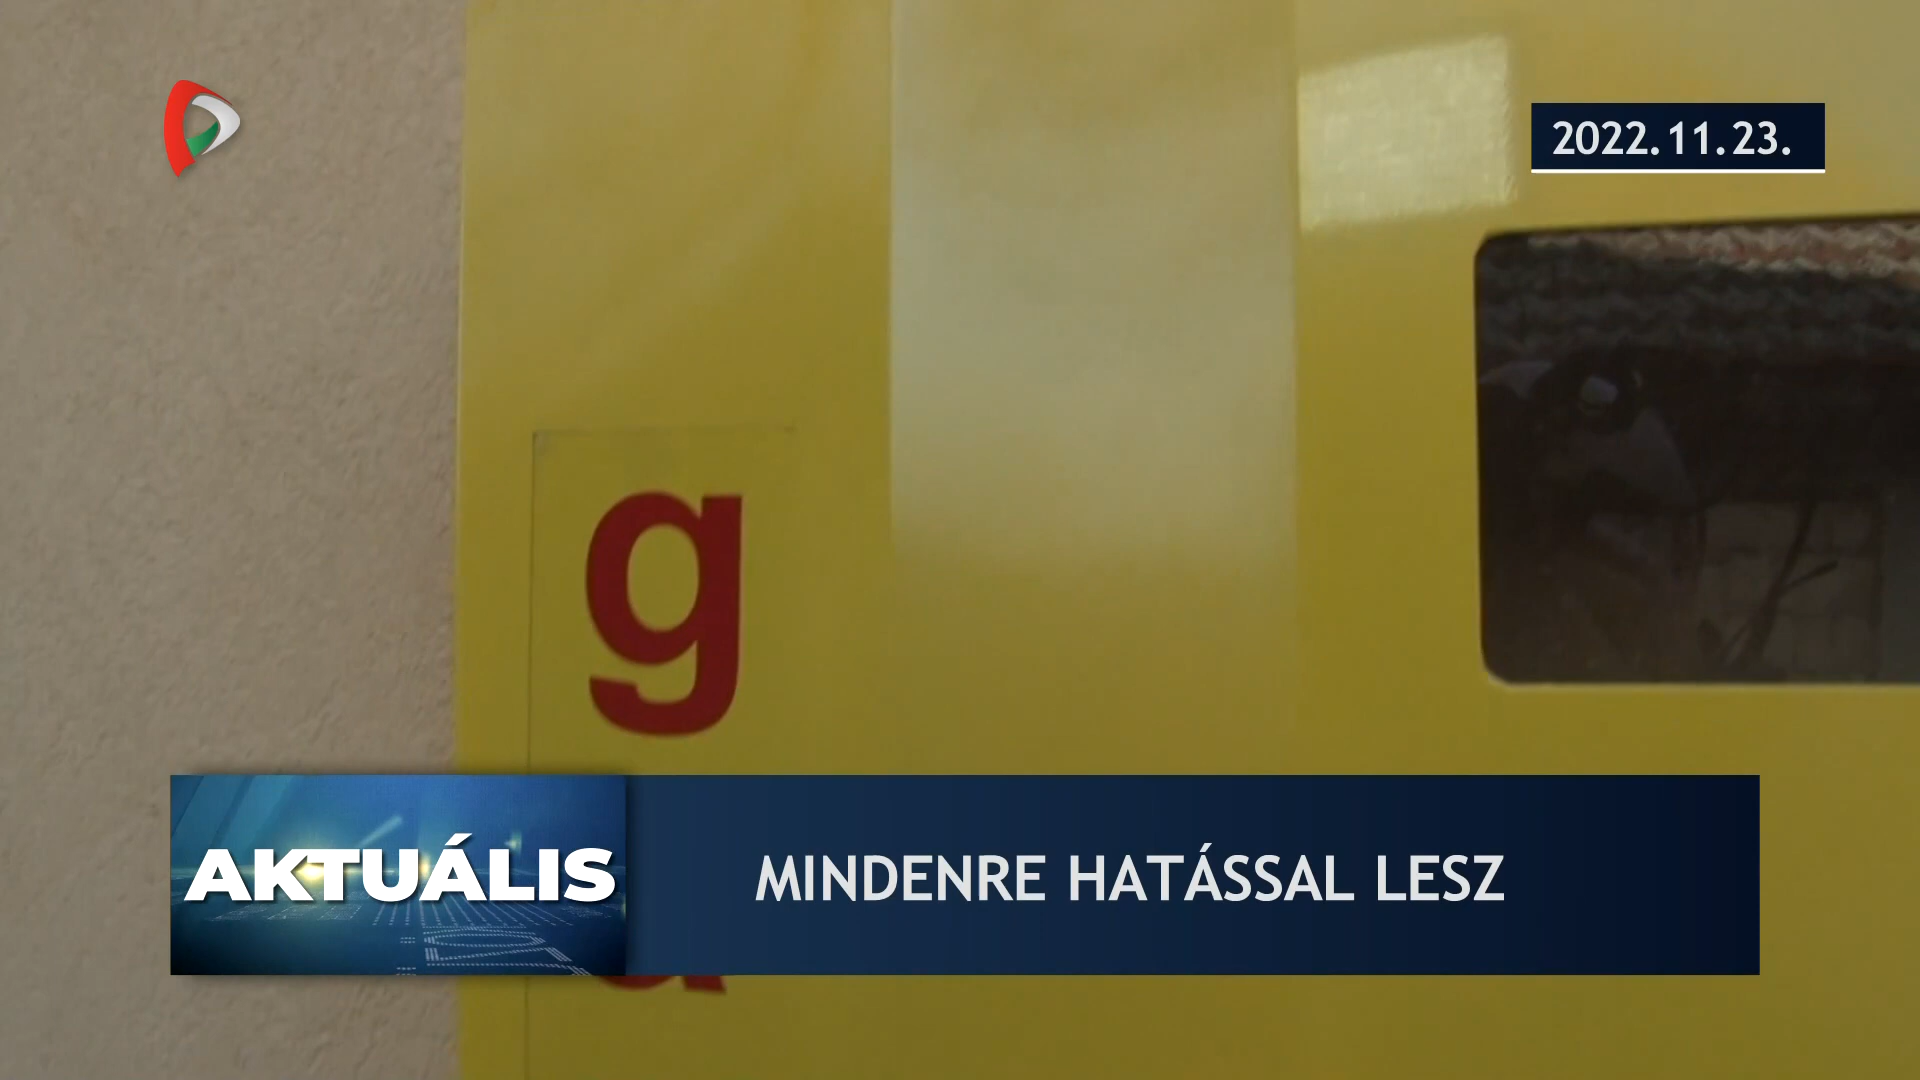 2022.11.23.
g
AKTUÁLIS
MINDENRE HATÁSSAL LESZ